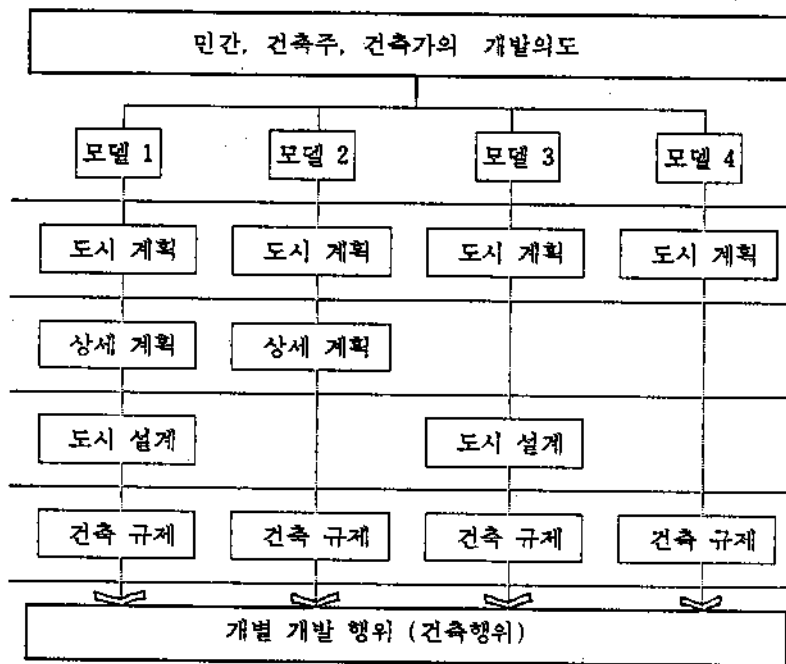 민간, 건축주, 건축가의 개발의도
모델 1 모델 2 모델 3 모델 4
도시 계획 도시 계획 도시 계획 도시 계획
상세 계획 상세 계획
도시 설계 도시 설계
건축 규제 건축 규제 건축 규제 건축 규제
개별 개발 행위 (건축행위)